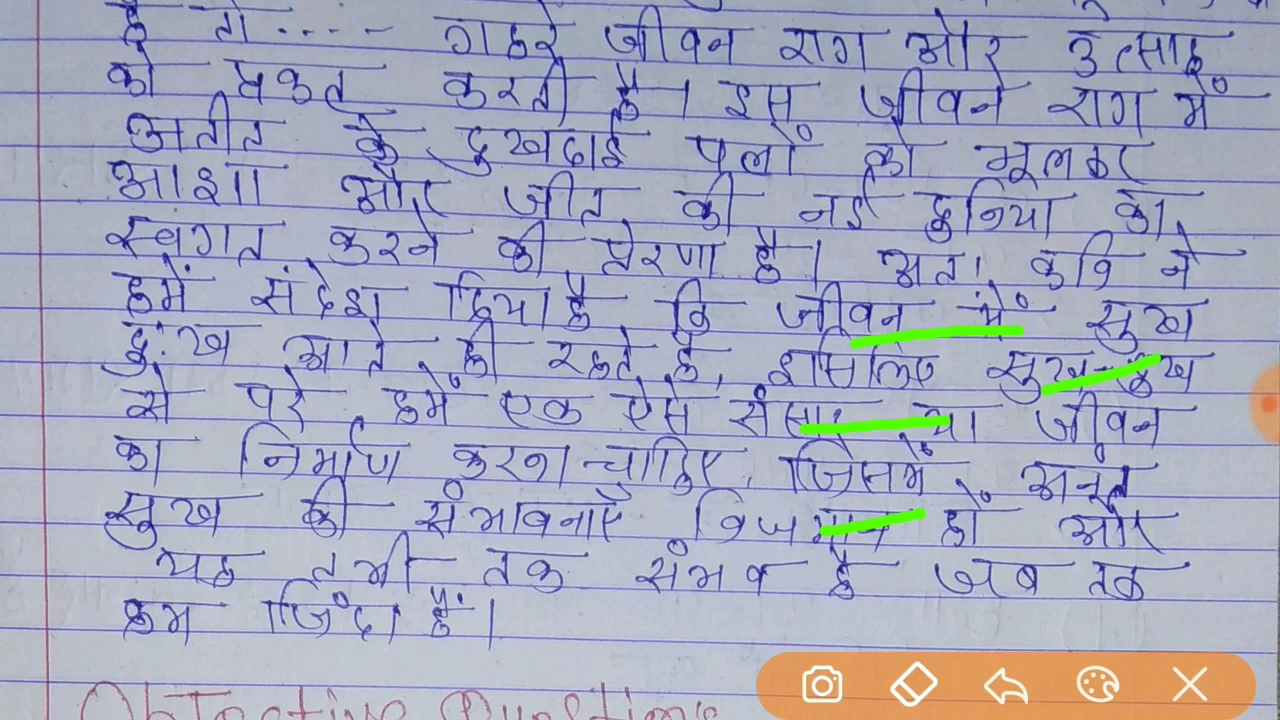 है तो..... गहरे जीवन राग और उत्साह
को प्रकट करती है। इस जीवन राग में
अतीत के दुखदाई पलों को भूलकर
आशा और जीत की नई दुनिया का
स्वगत करने की प्रेरणा है। अतः कवि ने
हमें संदेश दिया है कि जीवन में सुख
दुःख आते ही रहते हैं, इसलिए सुख-दुख
से परे हमें एक ऐसे संसार या जीवन
का निर्माण करना चाहिए, जिसमें अनंत
सुख की संभावनाएँ विजमान हों और
यह तभी तक संभव है जब तक
हम जिंदा हैं।
Objective Questions